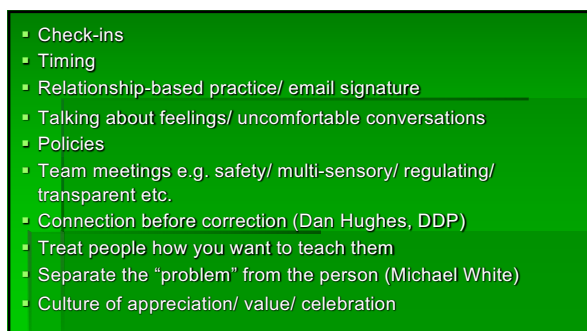 ▪ Check-ins
▪ Timing
▪ Relationship-based practice/ email signature
▪ Talking about feelings/ uncomfortable conversations
▪ Policies
▪ Team meetings e.g. safety/ multi-sensory/ regulating/
transparent etc.
▪ Connection before correction (Dan Hughes, DDP)
▪ Treat people how you want to teach them
▪ Separate the “problem” from the person (Michael White)
▪ Culture of appreciation/ value/ celebration